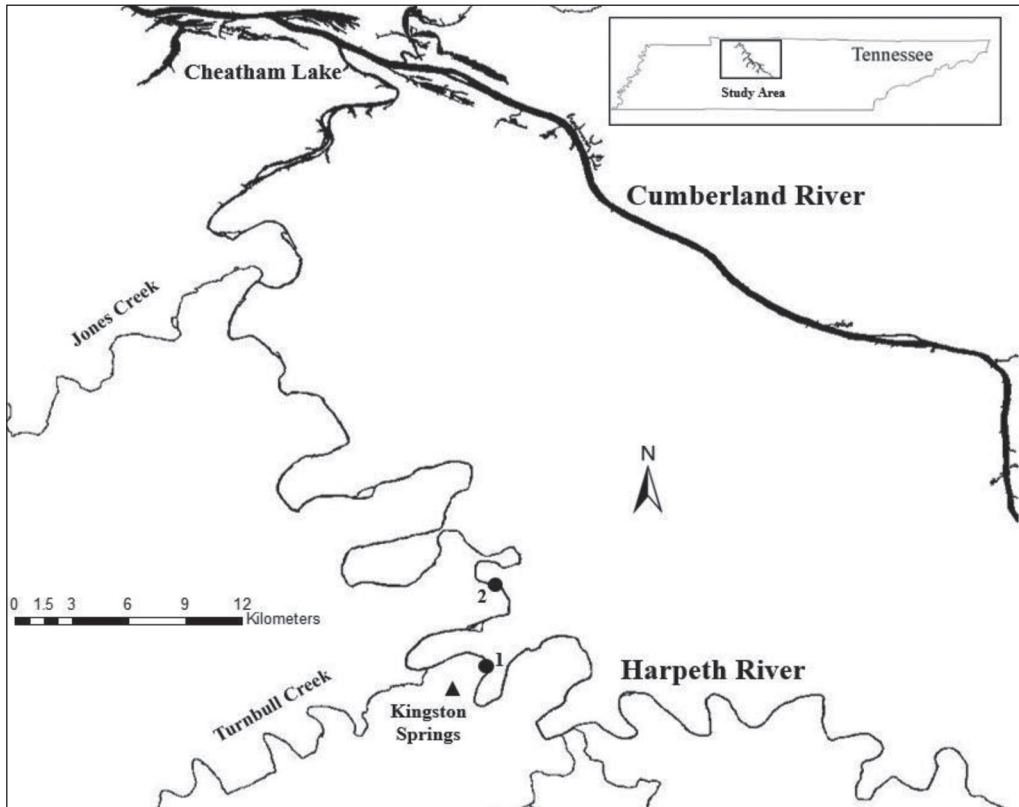 Cheatham Lake
Tennessee
Study Area
Cumberland River
Jones Creek
N
2
0 1.5 3 6 9 12
Kilometers
1
Harpeth River
Turnbull Creek
Kingston
Springs